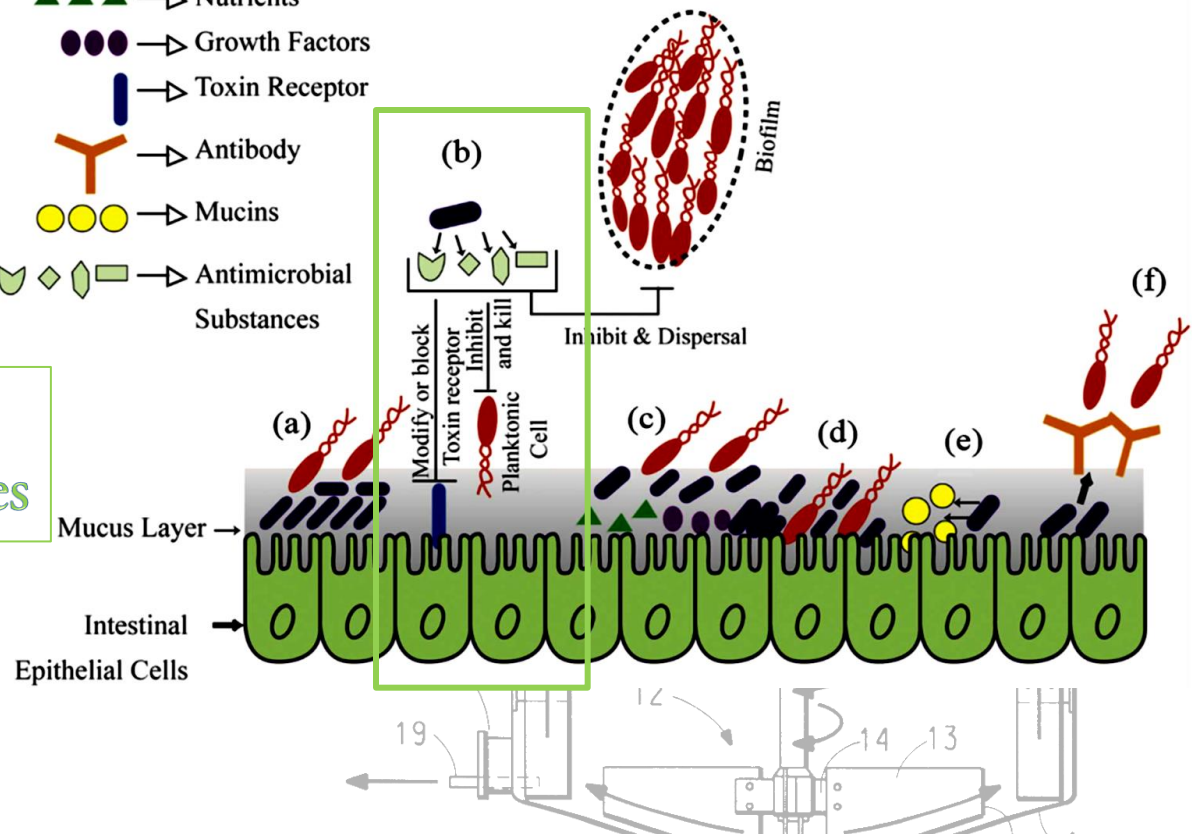 Nutrients
Growth Factors
Toxin Receptor
Antibody
Mucins
Antimicrobial
Substances
es
Mucus Layer
Intestinal
Epithelial Cells
(a)
(b)
Modify or block
Toxin receptor
Inhibit
and kill
Planktonic
Cell
Biofilm
Inhibit & Dispersal
(c)
(d)
(e)
(f)
12
19
14
13